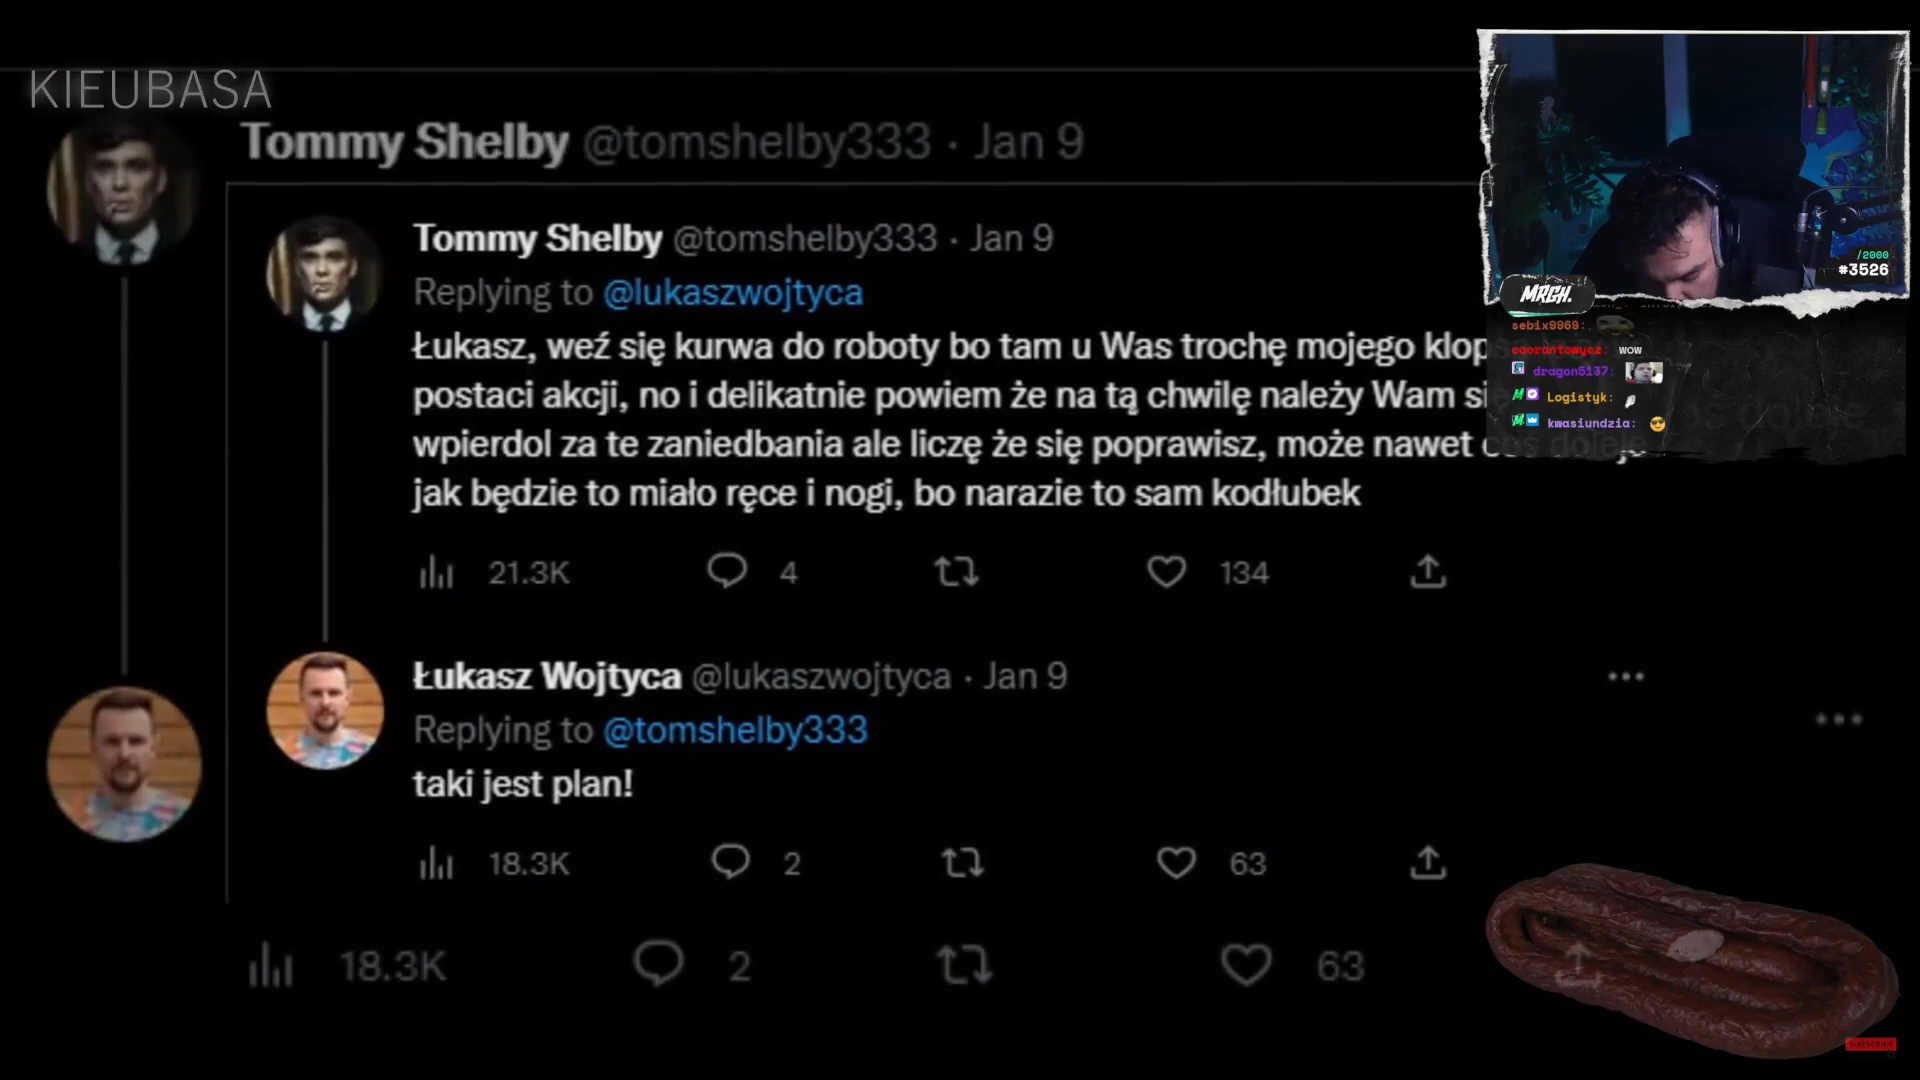 KIEUBASA
Tommy Shelby @tomshelby333 · Jan 9
Tommy Shelby @tomshelby333 · Jan 9
Replying to @lukaszwojtyca
Łukasz, weź się kurwa do roboty bo tam u Was trochę mojego klop
postaci akcji, no i delikatnie powiem że na tą chwilę należy Wam si
wpierdol za te zaniedbania ale liczę że się poprawisz, może nawet coś doleję
jak będzie to miało ręce i nogi, bo narazie to sam kodłubek
21.3K 4 134
Łukasz Wojtyca @lukaszwojtyca · Jan 9
Replying to @tomshelby333
taki jest plan!
18.3K 2 63
18.3K 2 63
/2000
#3526
MRGH.
sebix9969:
caorantomycz: WOW
dragon5137:
Logistyk:
kwasiundzia: